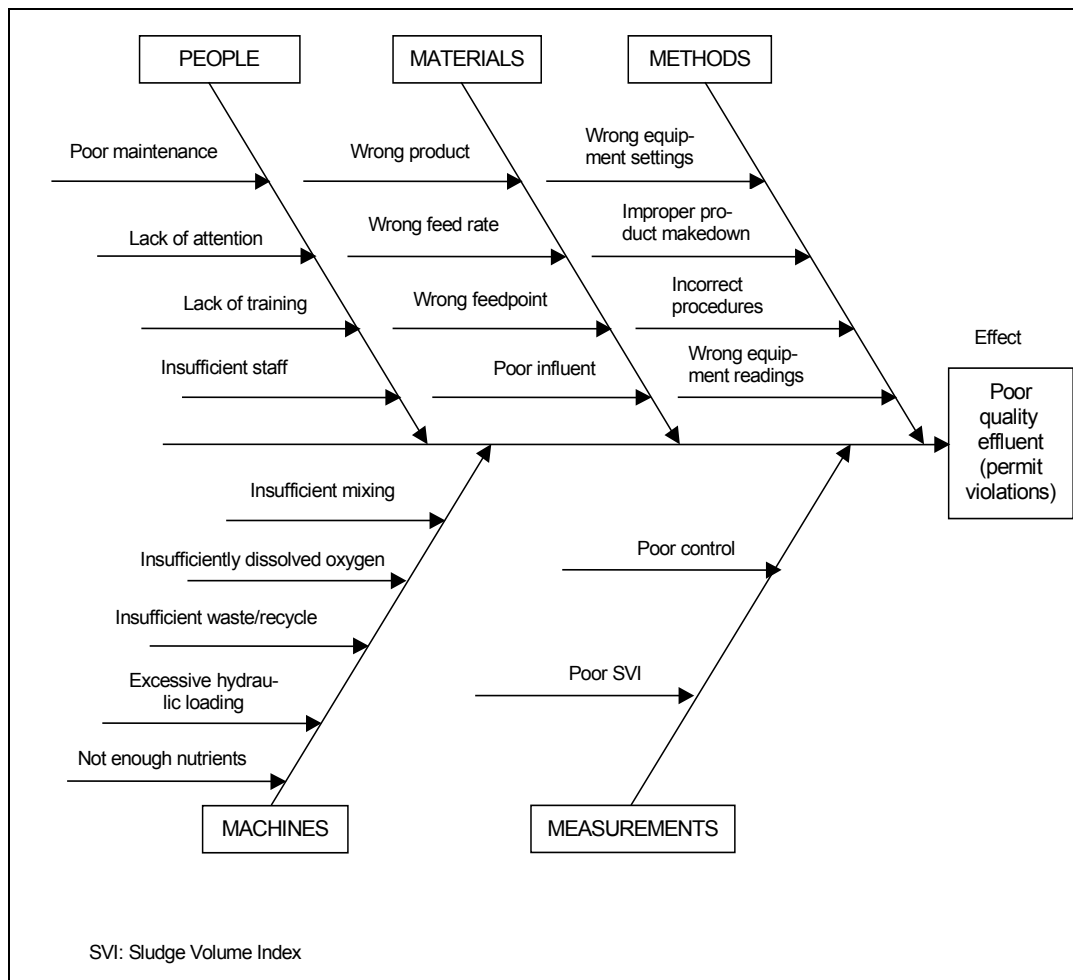 PEOPLE
MATERIALS
METHODS
Poor maintenance
Lack of attention
Lack of training
Insufficient staff
Wrong product
Wrong feed rate
Wrong feedpoint
Poor influent
Wrong equip-
ment settings
Improper pro-
duct makedown
Incorrect
procedures
Wrong equip-
ment readings
Effect
Poor
quality
effluent
(permit
violations)
Insufficient mixing
Insufficiently dissolved oxygen
Insufficient waste/recycle
Excessive hydrau-
lic loading
Not enough nutrients
Poor control
Poor SVI
MACHINES
MEASUREMENTS
SVI: Sludge Volume Index